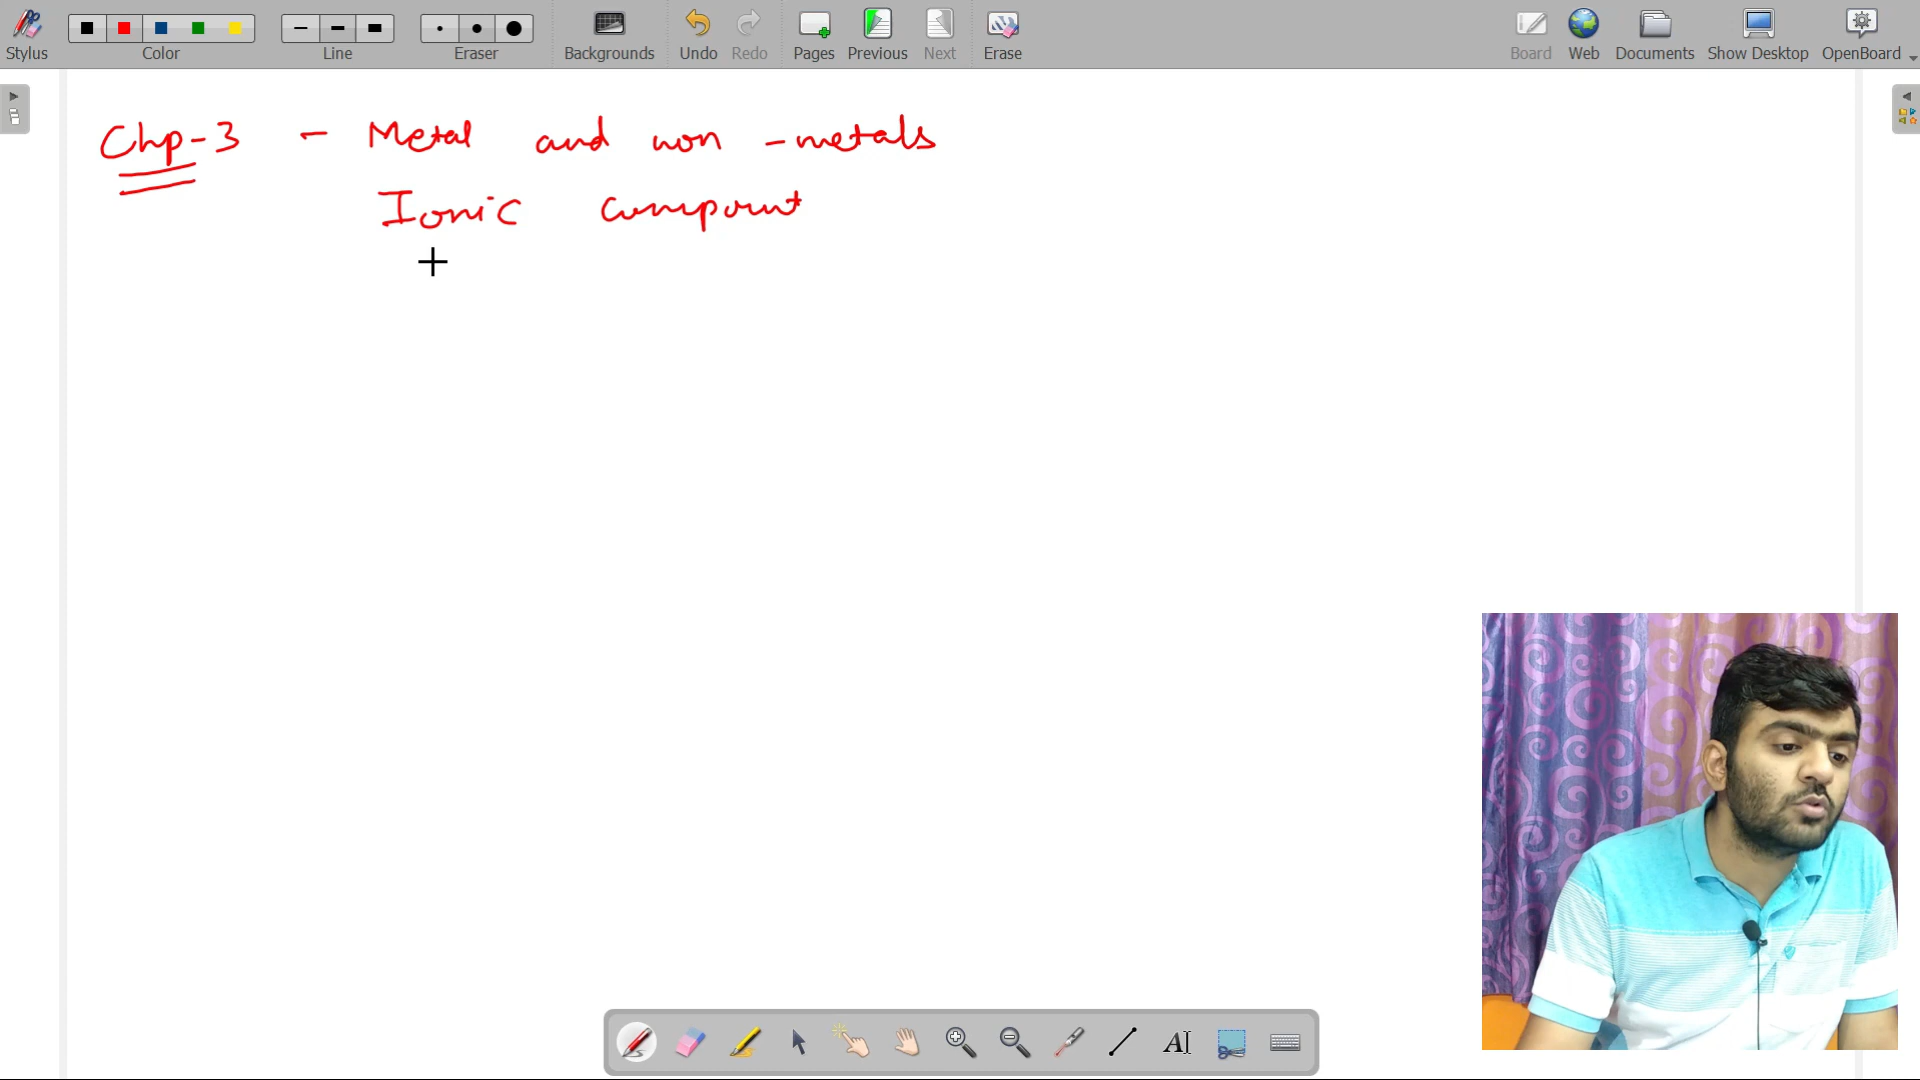 Stylus Color Line Eraser Backgrounds Undo Redo Pages Previous Next Erase Board Web Documents Show Desktop OpenBoard
Chp-3 - Metal and non -metals
Ionic